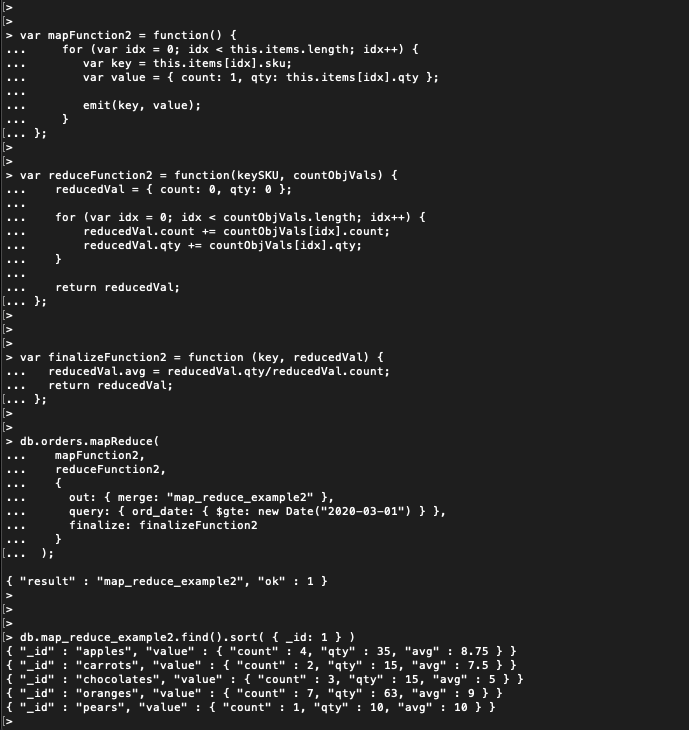 [>
[>
> var mapFunction2 = function() {
...     for (var idx = 0; idx < this.items.length; idx++) {
...        var key = this.items[idx].sku;
...        var value = { count: 1, qty: this.items[idx].qty };
...
...        emit(key, value);
...     }
[... };
[>
[>
> var reduceFunction2 = function(keySKU, countObjVals) {
...    reducedVal = { count: 0, qty: 0 };
...
...    for (var idx = 0; idx < countObjVals.length; idx++) {
...        reducedVal.count += countObjVals[idx].count;
...        reducedVal.qty += countObjVals[idx].qty;
...    }
...
...    return reducedVal;
[... };
[>
[>
[>
> var finalizeFunction2 = function (key, reducedVal) {
...   reducedVal.avg = reducedVal.qty/reducedVal.count;
...   return reducedVal;
[... };
[>
[>
> db.orders.mapReduce(
...    mapFunction2,
...    reduceFunction2,
...    {
...      out: { merge: "map_reduce_example2" },
...      query: { ord_date: { $gte: new Date("2020-03-01") } },
...      finalize: finalizeFunction2
...    }
[...  );
{ "result" : "map_reduce_example2", "ok" : 1 }
>
[>
[>
[> db.map_reduce_example2.find().sort( { _id: 1 } )
{ "_id" : "apples", "value" : { "count" : 4, "qty" : 35, "avg" : 8.75 } }
{ "_id" : "carrots", "value" : { "count" : 2, "qty" : 15, "avg" : 7.5 } }
{ "_id" : "chocolates", "value" : { "count" : 3, "qty" : 15, "avg" : 5 } }
{ "_id" : "oranges", "value" : { "count" : 7, "qty" : 63, "avg" : 9 } }
{ "_id" : "pears", "value" : { "count" : 1, "qty" : 10, "avg" : 10 } }
[>